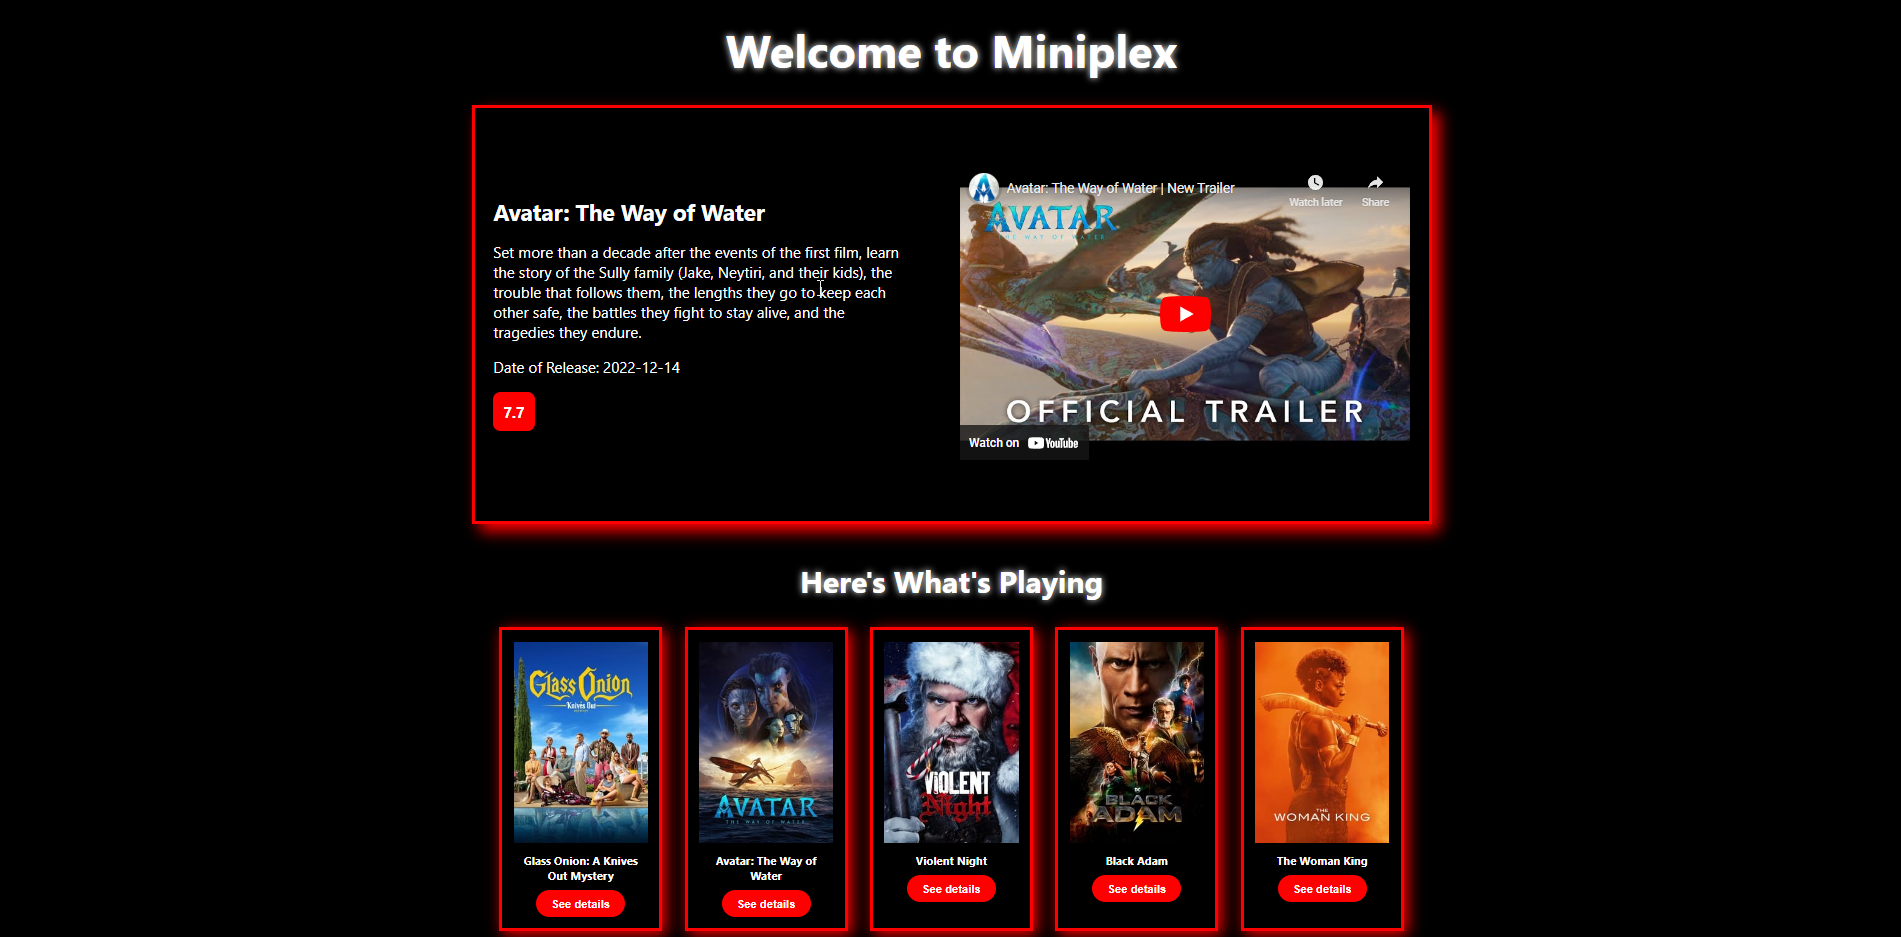 Welcome to Miniplex
Avatar: The Way of Water
Set more than a decade after the events of the first film, learn
the story of the Sully family (Jake, Neytiri, and their kids), the
trouble that follows them, the lengths they go to keep each
other safe, the battles they fight to stay alive, and the
tragedies they endure.
Date of Release: 2022-12-14
7.7
Avatar: The Way of Water | New Trailer
Watch later
Share
AVATAR
THE WAY OF WATER
OFFICIAL TRAILER
Watch on YouTube
Here's What's Playing
Glass Onion
Knives Out
Glass Onion: A Knives
Out Mystery
See details
AVATAR
THE WAY OF WATER
Avatar: The Way of
Water
See details
VIOLENT
Night
Violent Night
See details
DC
BLACK
ADAM
Black Adam
See details
THE
WOMAN KING
The Woman King
See details